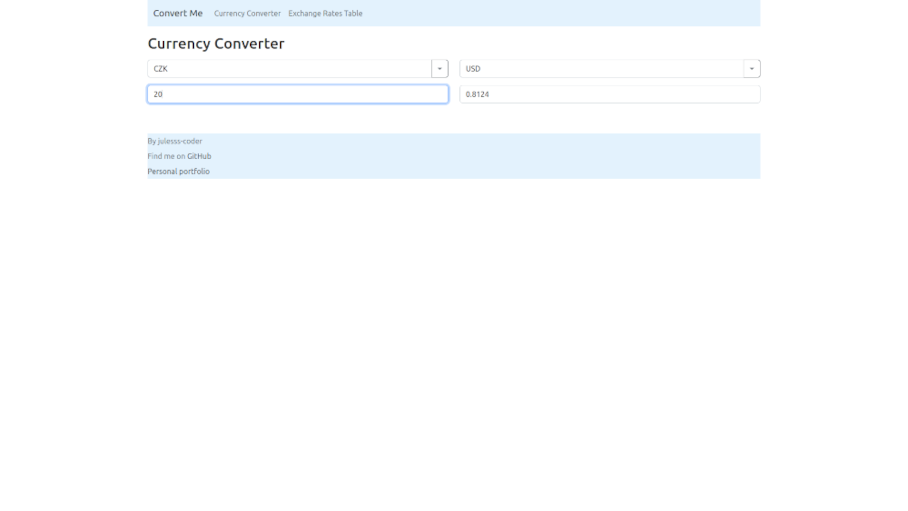 Convert Me Currency Converter Exchange Rates Table
Currency Converter
CZK USD
20 0.8124
By julesss-coder
Find me on GitHub
Personal portfolio